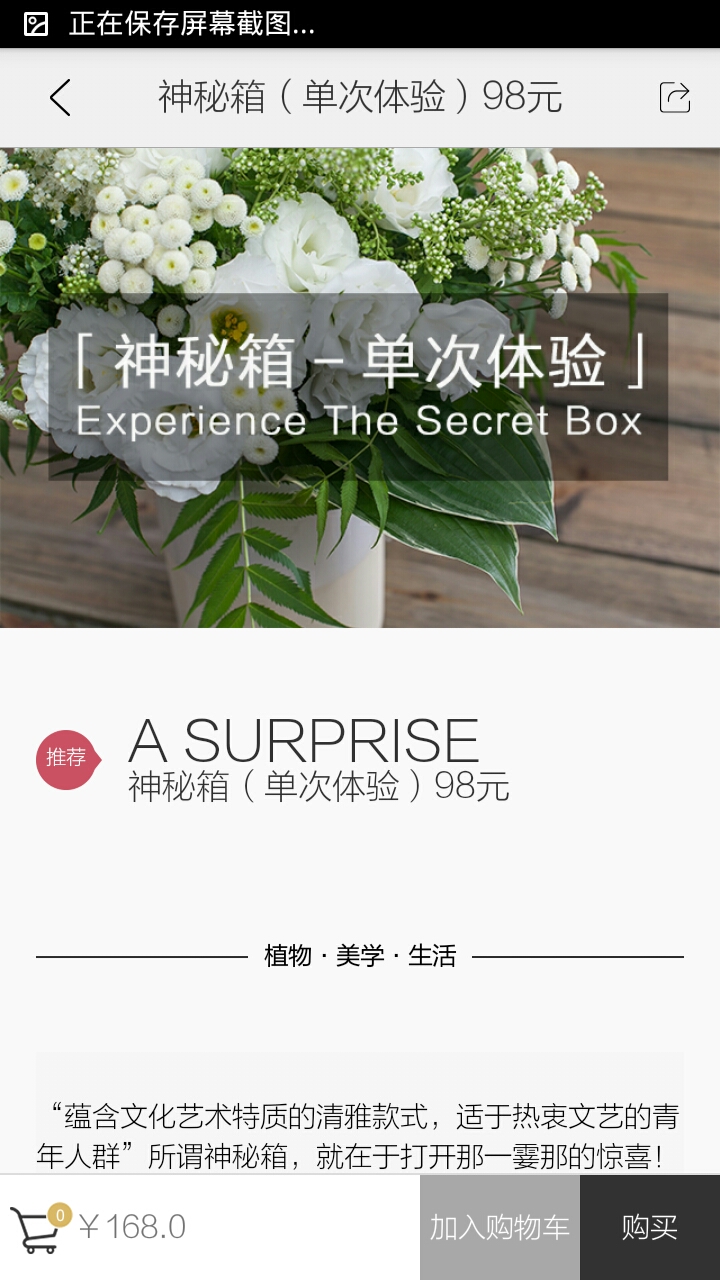 正在保存屏幕截图...
神秘箱（单次体验）98元
「神秘箱–单次体验」
Experience The Secret Box
推荐
A SURPRISE
神秘箱（单次体验）98元
植物·美学·生活
“蕴含文化艺术特质的清雅款式，适于热衷文艺的青
年人群”所谓神秘箱，就在于打开那一霎那的惊喜！
0
￥168.0
加入购物车
购买